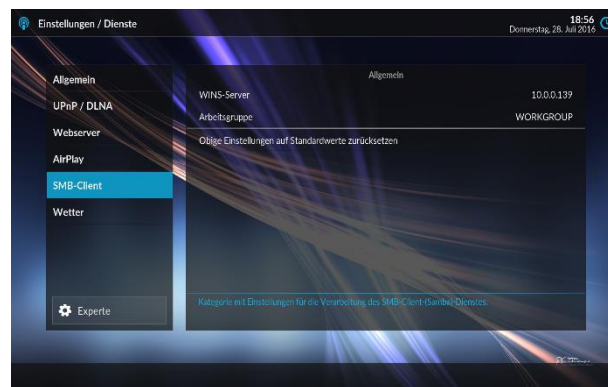 Einstellungen / Dienste
18:56
Donnerstag, 28. Juli 2016
Allgemein
UPnP / DLNA
Webserver
AirPlay
SMB-Client
Wetter
Experte
Allgemein
WINS-Server 10.0.0.139
Arbeitsgruppe WORKGROUP
Obige Einstellungen auf Standardwerte zurücksetzen
Kategorie mit Einstellungen für die Verarbeitung des SMB-Client-(Samba)-Dienstes.